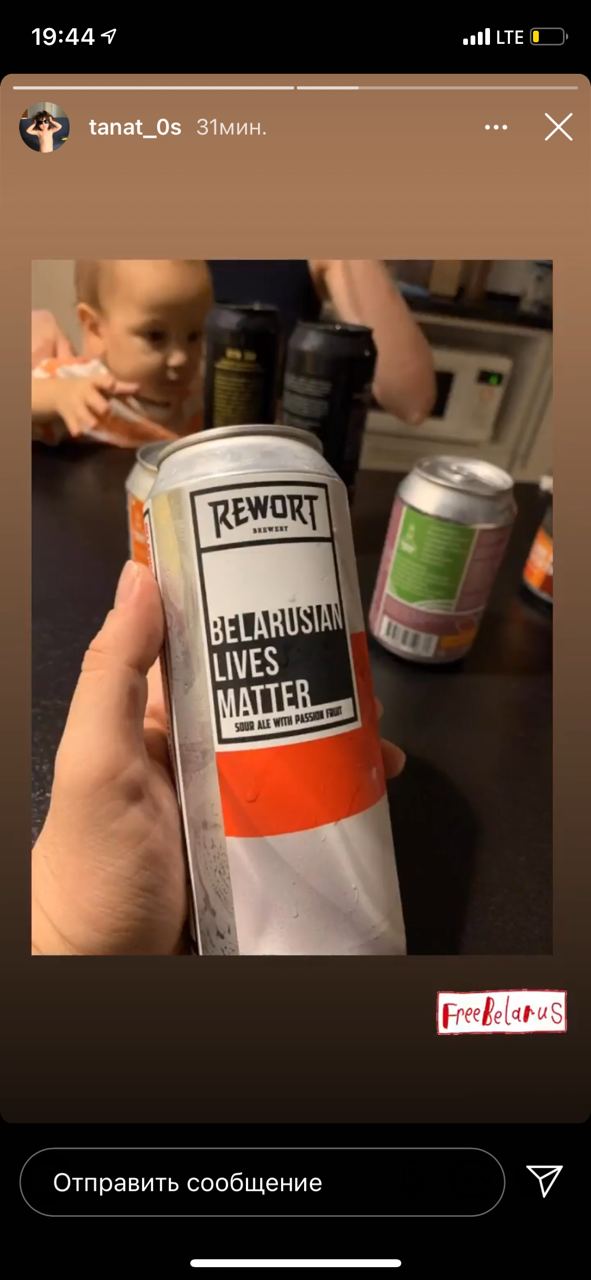 19:44
LTE
tanat_0s 31мин.
REWORT
BREWERY
BELARUSIAN
LIVES
MATTER
SOUR ALE WITH PASSION FRUIT
FreeBelarus
Отправить сообщение